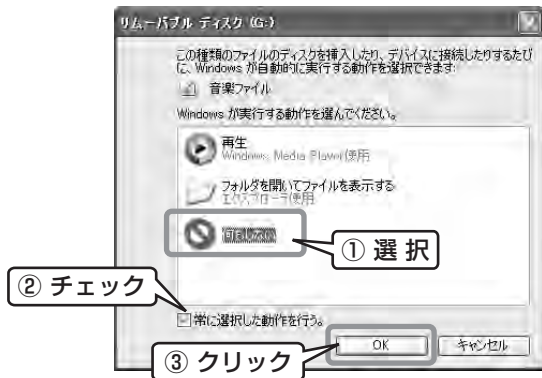 リムーバブル ディスク (G:)
この種類のファイルのディスクを挿入したり、デバイスに接続したりするたび
に、Windows が自動的に実行する動作を選択できます:
音楽ファイル
Windows が実行する動作を選んでください。
再生
Windows Media Player 使用
フォルダを開いてファイルを表示する
エクスプローラ使用
何もしない
① 選 択
② チェック
常に選択した動作を行う。
③ クリック
OK
キャンセル